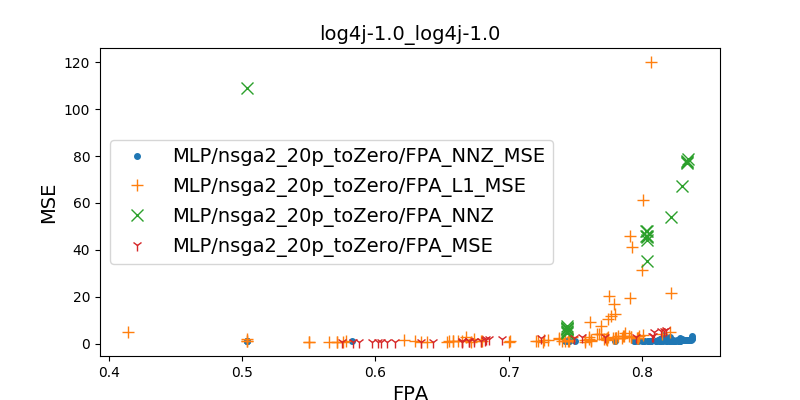 log4j-1.0_log4j-1.0
120
100
80
60
40
20
0
MSE
MLP/nsga2_20p_toZero/FPA_NNZ_MSE
MLP/nsga2_20p_toZero/FPA_L1_MSE
MLP/nsga2_20p_toZero/FPA_NNZ
MLP/nsga2_20p_toZero/FPA_MSE
0.4 0.5 0.6 0.7 0.8
FPA